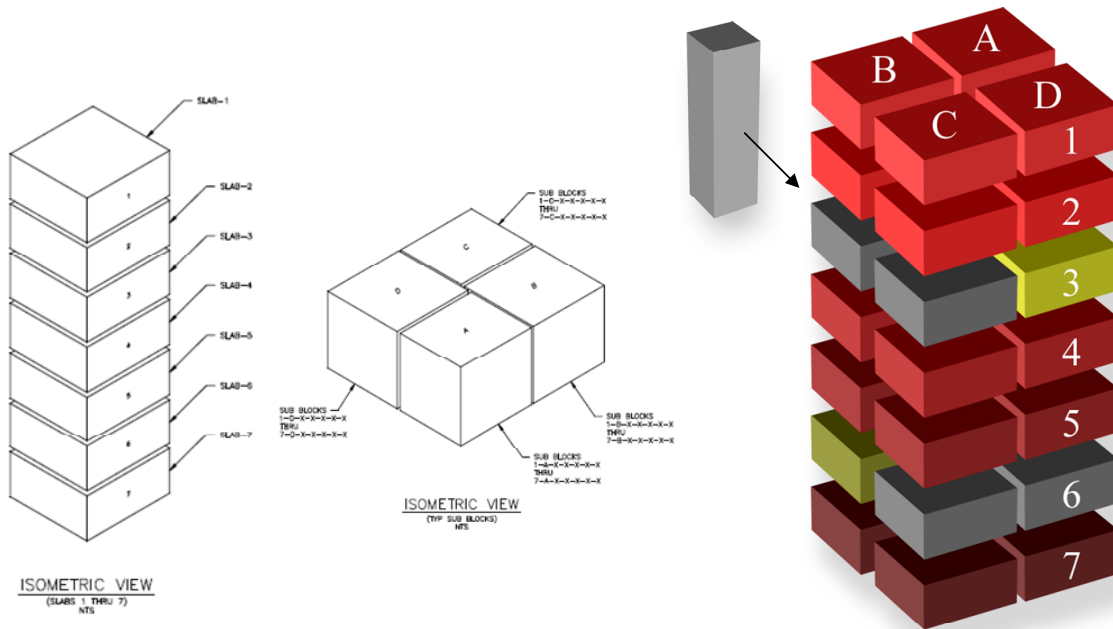 SLAB-1
SLAB-2
SLAB-3
SLAB-4
SLAB-5
SLAB-6
SLAB-7
1
2
3
4
5
6
7
ISOMETRIC VIEW
(SLABS 1 THRU 7)
NTS
SUB BLOCKS
1-C-X-X-X-X-X
THRU
7-C-X-X-X-X-X
C
D
B
A
SUB BLOCKS
1-D-X-X-X-X-X
THRU
7-D-X-X-X-X-X
SUB BLOCKS
1-B-X-X-X-X-X
THRU
7-B-X-X-X-X-X
SUB BLOCKS
1-A-X-X-X-X-X
THRU
7-A-X-X-X-X-X
ISOMETRIC VIEW
(TYP SUB BLOCKS)
NTS
A
B
D
C
1
2
3
4
5
6
7